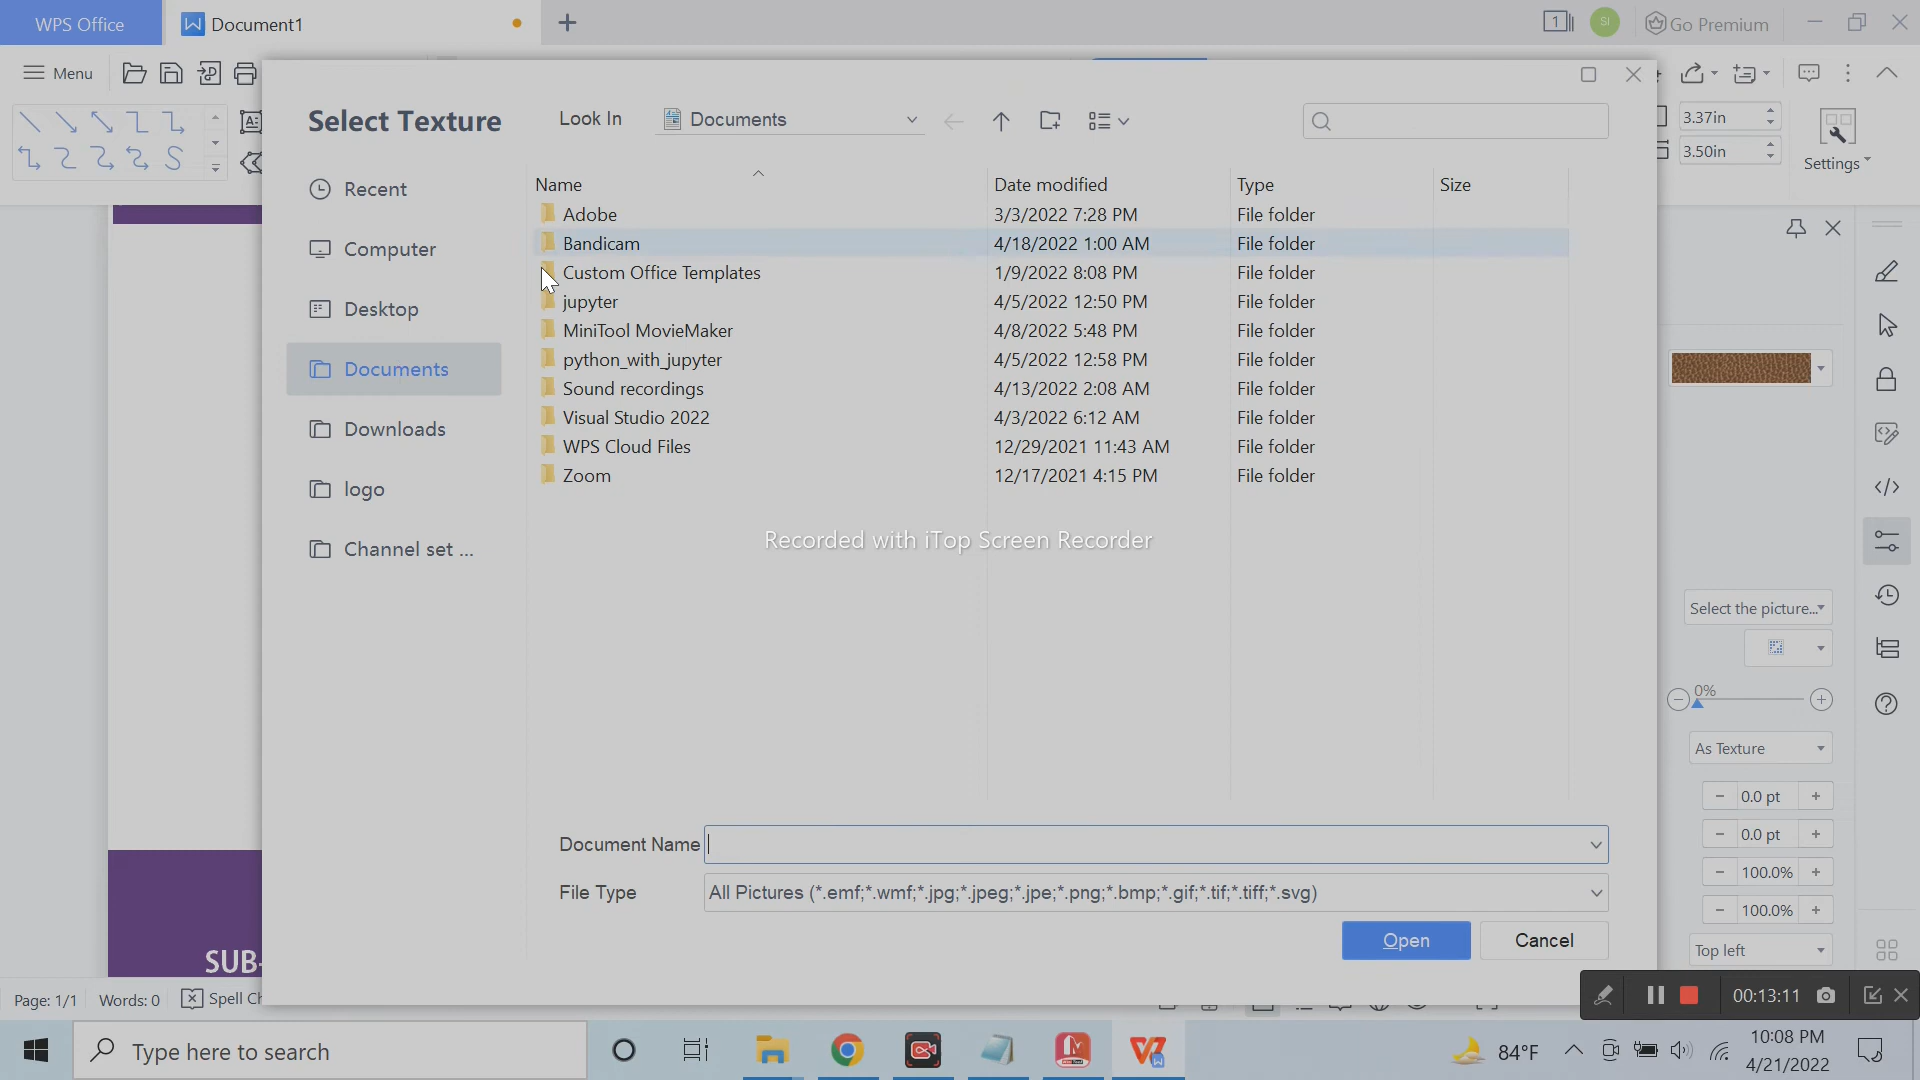 WPS Office
Document1
1
SI
Go Premium
Menu
3.37in
3.50in
Settings
Select Texture
Look In
Documents
Recent
Computer
Desktop
Documents
Downloads
logo
Channel set ...
Name
Date modified
Type
Size
Adobe 3/3/2022 7:28 PM File folder
Bandicam 4/18/2022 1:00 AM File folder
Custom Office Templates 1/9/2022 8:08 PM File folder
jupyter 4/5/2022 12:50 PM File folder
MiniTool MovieMaker 4/8/2022 5:48 PM File folder
python_with_jupyter 4/5/2022 12:58 PM File folder
Sound recordings 4/13/2022 2:08 AM File folder
Visual Studio 2022 4/3/2022 6:12 AM File folder
WPS Cloud Files 12/29/2021 11:43 AM File folder
Zoom 12/17/2021 4:15 PM File folder
Recorded with iTop Screen Recorder
Select the picture...
0%
As Texture
0.0 pt
0.0 pt
100.0%
100.0%
Top left
Document Name
File Type All Pictures (*.emf;*.wmf;*.jpg;*.jpeg;*.jpe;*.png;*.bmp;*.gif;*.tif;*.tiff;*.svg)
Open
Cancel
SUB-
Page: 1/1 Words: 0 Spell Ch
00:13:11
Type here to search
84°F
10:08 PM
4/21/2022